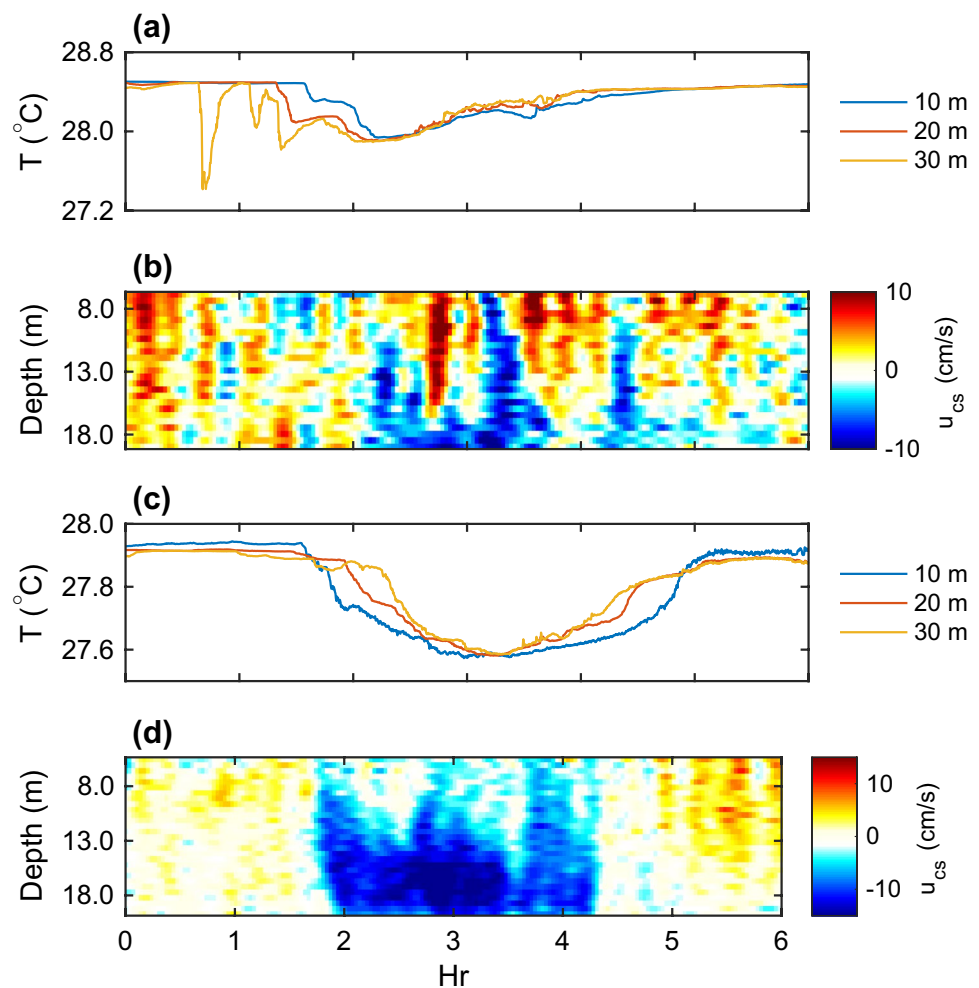 (a)
28.8
28.0
27.2
T (°C)
10 m
20 m
30 m
(b)
8.0
13.0
18.0
Depth (m)
10
0
-10
u_cs (cm/s)
(c)
28.0
27.8
27.6
T (°C)
10 m
20 m
30 m
(d)
8.0
13.0
18.0
Depth (m)
10
0
-10
u_cs (cm/s)
0 1 2 3 4 5 6
Hr